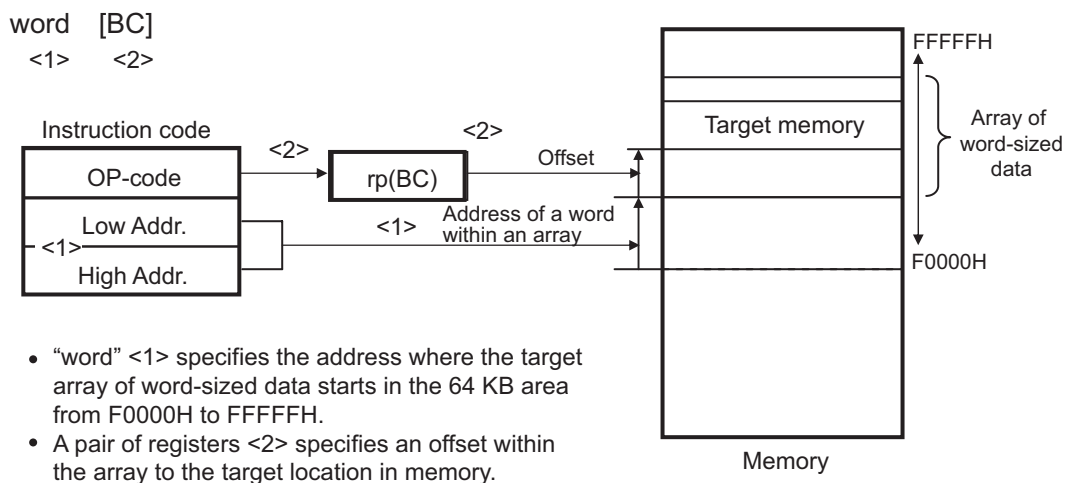 word [BC]
<1> <2>
FFFFFH
Instruction code
<2>
<2>
Target memory
Array of
word-sized
data
OP-code
rp(BC)
Offset
Low Addr.
<1>
Address of a word
within an array
<1>
High Addr.
F0000H
• “word” <1> specifies the address where the target
array of word-sized data starts in the 64 KB area
from F0000H to FFFFFH.
• A pair of registers <2> specifies an offset within
the array to the target location in memory.
Memory